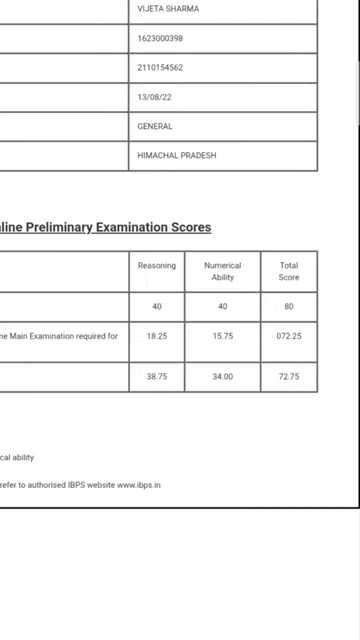 VIJETA SHARMA
1623000398
2110154562
13/08/22
GENERAL
HIMACHAL PRADESH
line Preliminary Examination Scores
Reasoning Numerical Ability Total Score
40 40 80
ne Main Examination required for 18.25 15.75 072.25
38.75 34.00 72.75
cal ability
refer to authorised IBPS website www.ibps.in